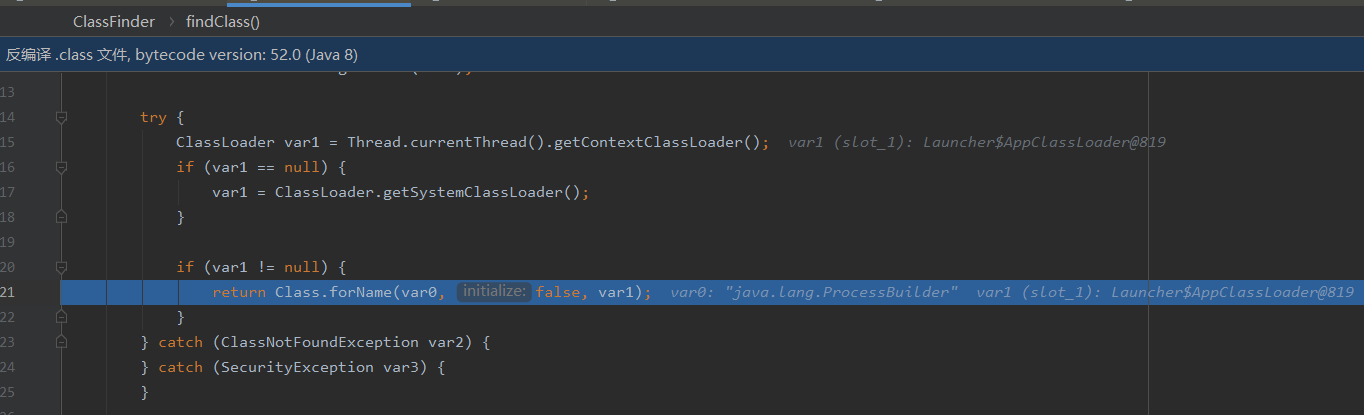 ClassFinder › findClass()
反编译 .class 文件, bytecode version: 52.0 (Java 8)
13
14 try {
15 ClassLoader var1 = Thread.currentThread().getContextClassLoader(); var1 (slot_1): Launcher$AppClassLoader@819
16 if (var1 == null) {
17 var1 = ClassLoader.getSystemClassLoader();
18 }
19
20 if (var1 != null) {
21 return Class.forName(var0, initialize: false, var1); var0: "java.lang.ProcessBuilder" var1 (slot_1): Launcher$AppClassLoader@819
22 }
23 } catch (ClassNotFoundException var2) {
24 } catch (SecurityException var3) {
25 }